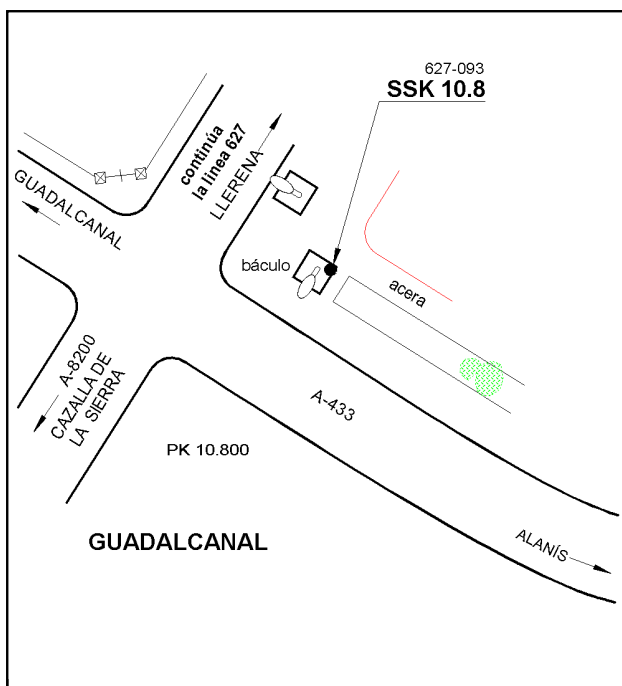 627-093
SSK 10.8
continúa
la linea 627
LLERENA
GUADALCANAL
báculo
acera
A-8200
CAZALLA DE
LA SIERRA
A-433
PK 10.800
GUADALCANAL
ALANÍS